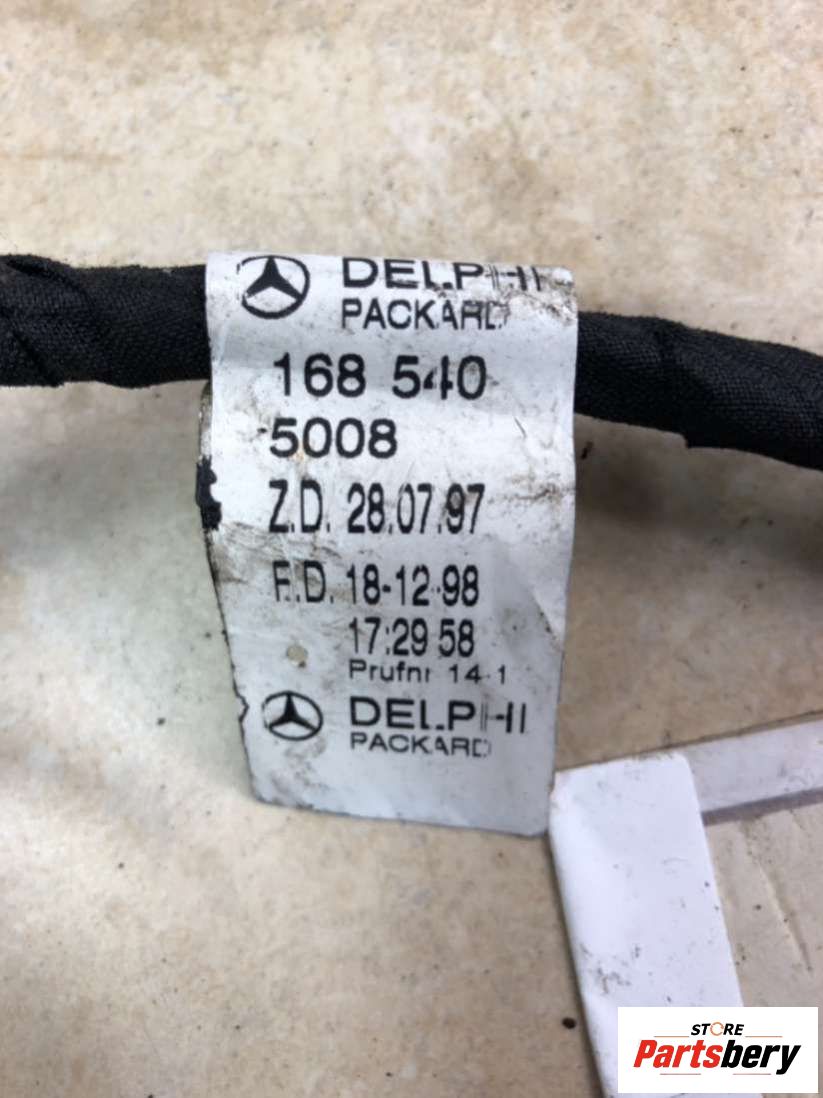 DELPHI
PACKARD
168 540
5008
Z.D. 28.07.97
F.D. 18-12-98
17:29 58
Prufnr 14-1
DELPHI
PACKARD
STORE
Partsbery